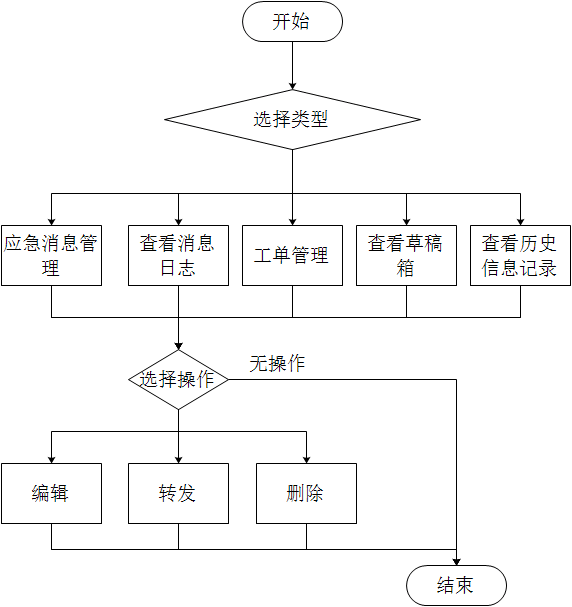 开始
选择类型
应急消息管
理
查看消息
日志
工单管理
查看草稿
箱
查看历史
信息记录
选择操作
无操作
编辑
转发
删除
结束